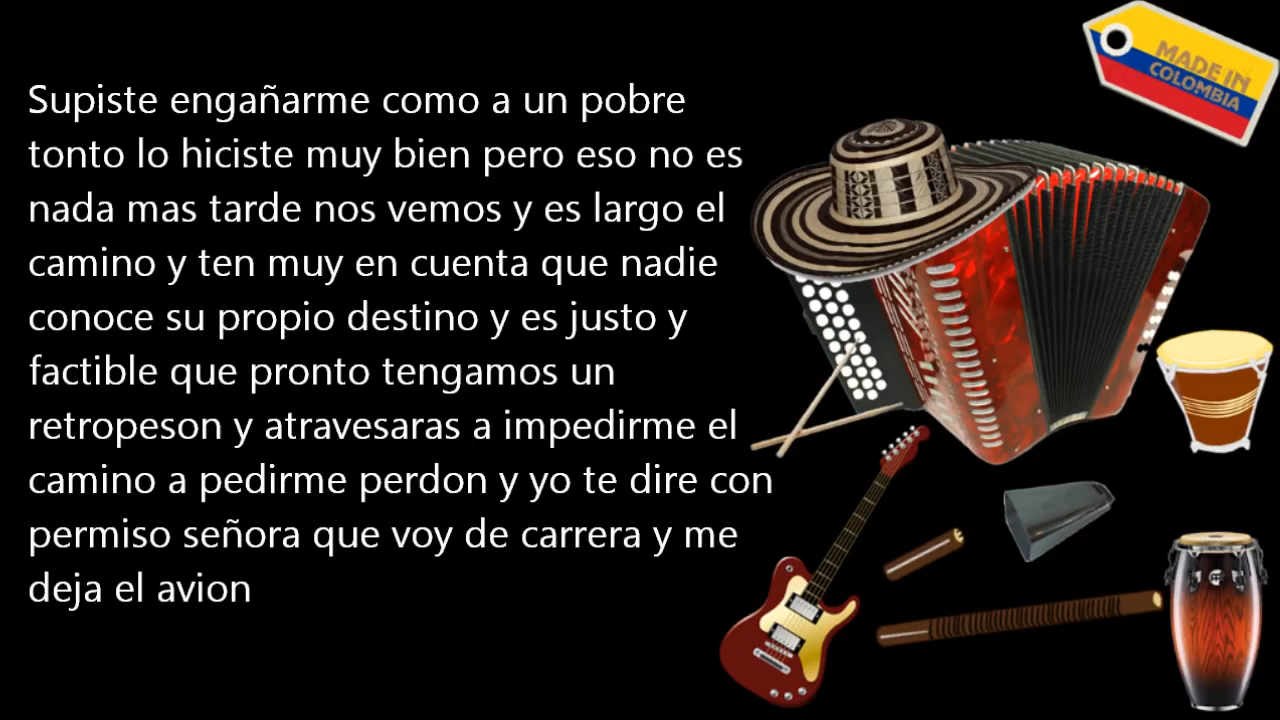 Supiste engañarme como a un pobre
tonto lo hiciste muy bien pero eso no es
nada mas tarde nos vemos y es largo el
camino y ten muy en cuenta que nadie
conoce su propio destino y es justo y
factible que pronto tengamos un
retropeson y atravesaras a impedirme el
camino a pedirme perdon y yo te dire con
permiso señora que voy de carrera y me
deja el avion
MADE IN
COLOMBIA